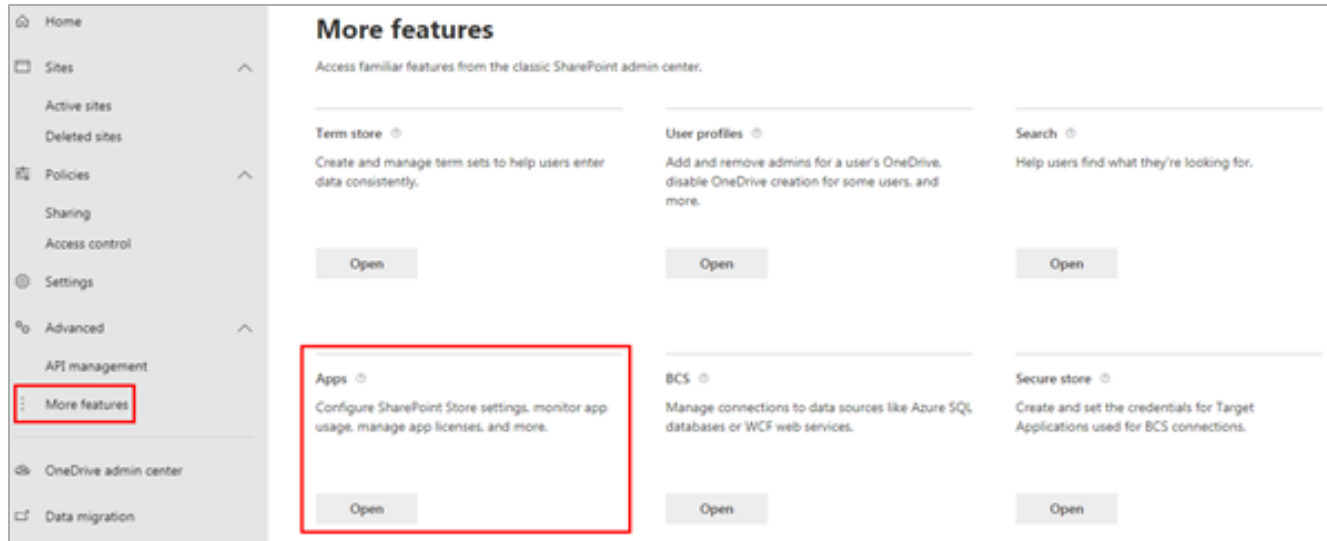 Home
Sites
Active sites
Deleted sites
Policies
Sharing
Access control
Settings
Advanced
API management
More features
OneDrive admin center
Data migration
More features
Access familiar features from the classic SharePoint admin center.
Term store
Create and manage term sets to help users enter
data consistently.
Open
User profiles
Add and remove admins for a user's OneDrive,
disable OneDrive creation for some users, and
more.
Open
Search
Help users find what they're looking for.
Open
Apps
Configure SharePoint Store settings, monitor app
usage, manage app licenses, and more.
Open
BCS
Manage connections to data sources like Azure SQL
databases or WCF web services.
Open
Secure store
Create and set the credentials for Target
Applications used for BCS connections.
Open